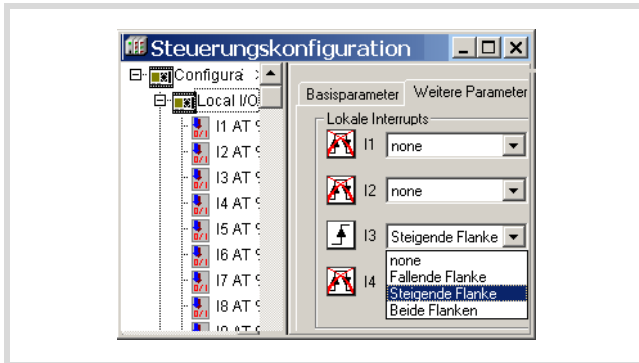 Steuerungskonfiguration
Configura
Local I/O
I1 AT
I2 AT
I3 AT
I4 AT
I5 AT
I6 AT
I7 AT
I8 AT
Basisparameter
Weitere Parameter
Lokale Interrupts
I1 none
I2 none
I3 Steigende Flanke
none
Fallende Flanke
I4 Steigende Flanke
Beide Flanken